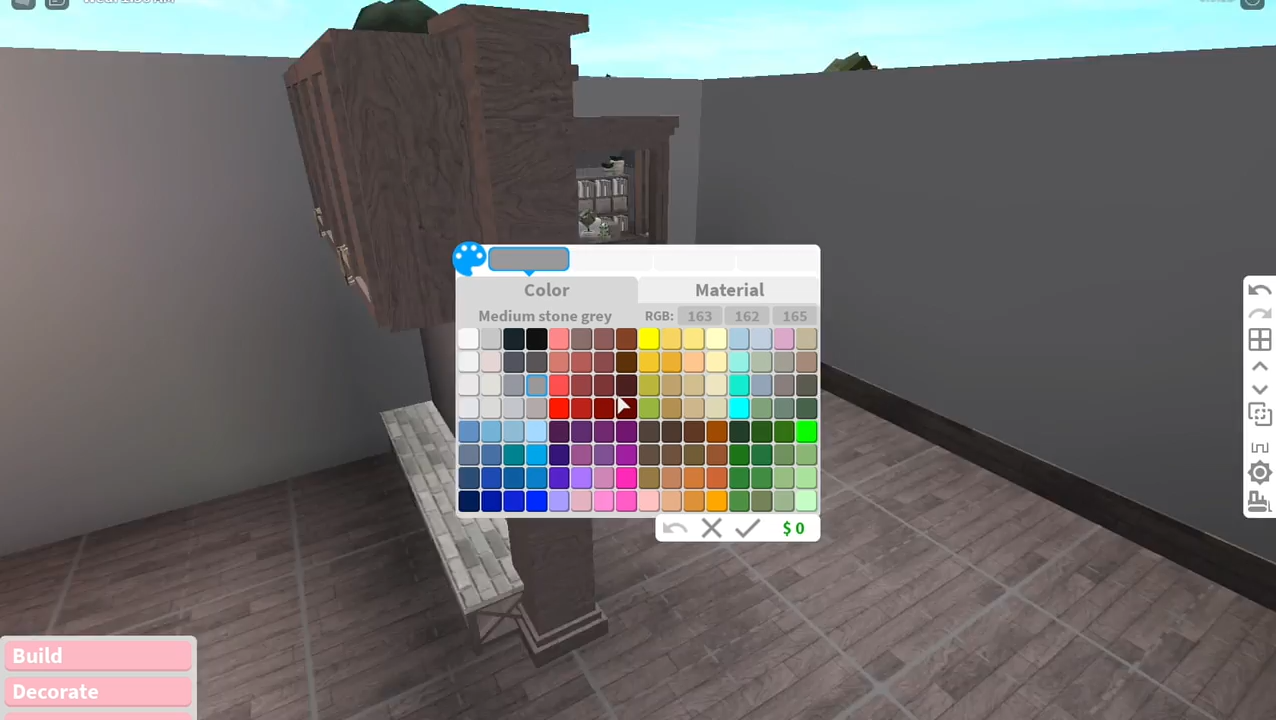 Color
Material
Medium stone grey
RGB: 163 162 165
$ 0
Build
Decorate